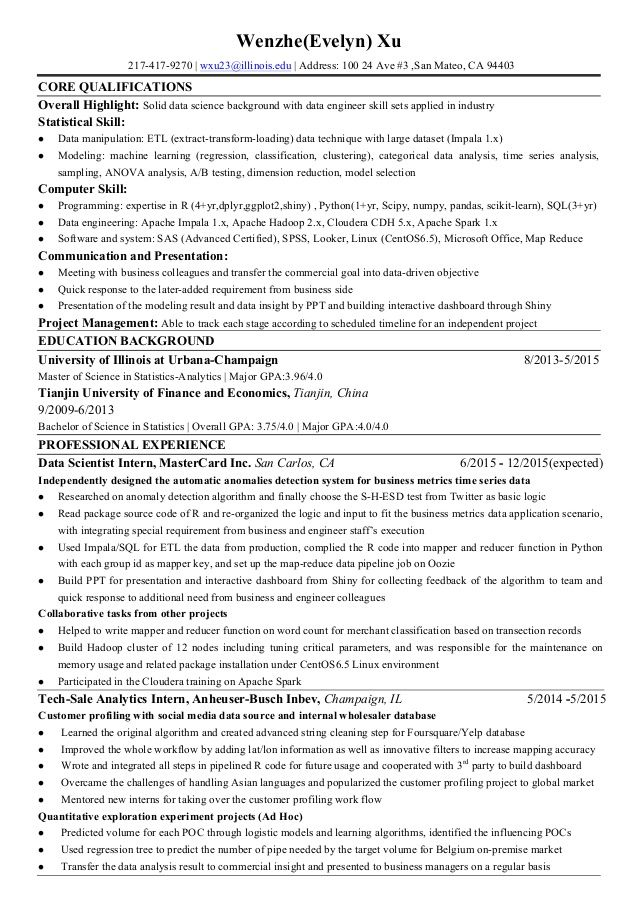 Wenzhe(Evelyn) Xu
217-417-9270 | wxu23@illinois.edu | Address: 100 24 Ave #3 ,San Mateo, CA 94403
CORE QUALIFICATIONS
Overall Highlight: Solid data science background with data engineer skill sets applied in industry
Statistical Skill:
● Data manipulation: ETL (extract-transform-loading) data technique with large dataset (Impala 1.x)
● Modeling: machine learning (regression, classification, clustering), categorical data analysis, time series analysis,
sampling, ANOVA analysis, A/B testing, dimension reduction, model selection
Computer Skill:
● Programming: expertise in R (4+yr,dplyr,ggplot2,shiny) , Python(1+yr, Scipy, numpy, pandas, scikit-learn), SQL(3+yr)
● Data engineering: Apache Impala 1.x, Apache Hadoop 2.x, Cloudera CDH 5.x, Apache Spark 1.x
● Software and system: SAS (Advanced Certified), SPSS, Looker, Linux (CentOS6.5), Microsoft Office, Map Reduce
Communication and Presentation:
● Meeting with business colleagues and transfer the commercial goal into data-driven objective
● Quick response to the later-added requirement from business side
● Presentation of the modeling result and data insight by PPT and building interactive dashboard through Shiny
Project Management: Able to track each stage according to scheduled timeline for an independent project
EDUCATION BACKGROUND
University of Illinois at Urbana-Champaign 8/2013-5/2015
Master of Science in Statistics-Analytics | Major GPA:3.96/4.0
Tianjin University of Finance and Economics, Tianjin, China
9/2009-6/2013
Bachelor of Science in Statistics | Overall GPA: 3.75/4.0 | Major GPA:4.0/4.0
PROFESSIONAL EXPERIENCE
Data Scientist Intern, MasterCard Inc. San Carlos, CA 6/2015 - 12/2015(expected)
Independently designed the automatic anomalies detection system for business metrics time series data
● Researched on anomaly detection algorithm and finally choose the S-H-ESD test from Twitter as basic logic
● Read package source code of R and re-organized the logic and input to fit the business metrics data application scenario,
with integrating special requirement from business and engineer staff's execution
● Used Impala/SQL for ETL the data from production, complied the R code into mapper and reducer function in Python
with each group id as mapper key, and set up the map-reduce data pipeline job on Oozie
● Build PPT for presentation and interactive dashboard from Shiny for collecting feedback of the algorithm to team and
quick response to additional need from business and engineer colleagues
Collaborative tasks from other projects
● Helped to write mapper and reducer function on word count for merchant classification based on transection records
● Build Hadoop cluster of 12 nodes including tuning critical parameters, and was responsible for the maintenance on
memory usage and related package installation under CentOS6.5 Linux environment
● Participated in the Cloudera training on Apache Spark
Tech-Sale Analytics Intern, Anheuser-Busch Inbev, Champaign, IL 5/2014 -5/2015
Customer profiling with social media data source and internal wholesaler database
● Learned the original algorithm and created advanced string cleaning step for Foursquare/Yelp database
● Improved the whole workflow by adding lat/lon information as well as innovative filters to increase mapping accuracy
● Wrote and integrated all steps in pipelined R code for future usage and cooperated with 3rd party to build dashboard
● Overcame the challenges of handling Asian languages and popularized the customer profiling project to global market
● Mentored new interns for taking over the customer profiling work flow
Quantitative exploration experiment projects (Ad Hoc)
● Predicted volume for each POC through logistic models and learning algorithms, identified the influencing POCs
● Used regression tree to predict the number of pipe needed by the target volume for Belgium on-premise market
● Transfer the data analysis result to commercial insight and presented to business managers on a regular basis